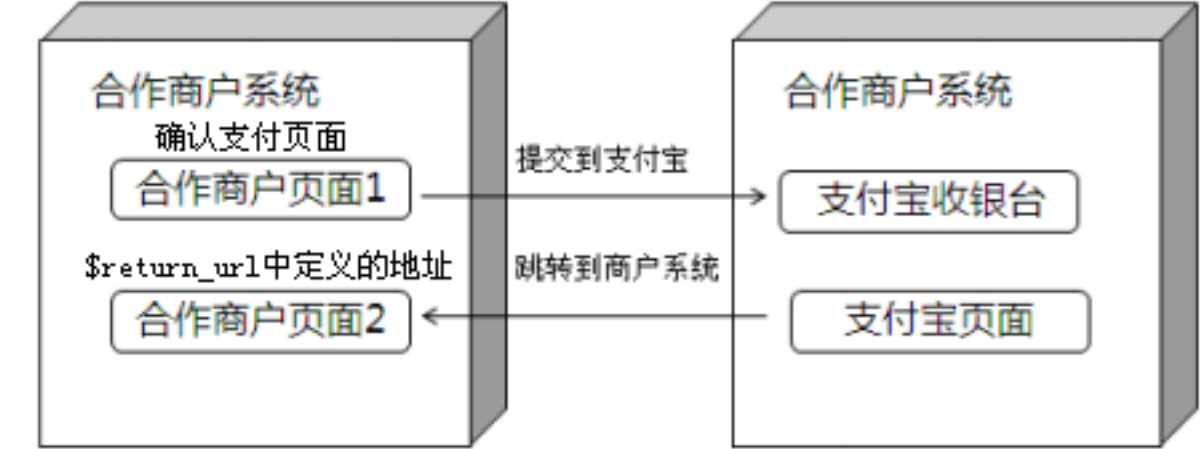 合作商户系统
确认支付页面
合作商户页面1
$return_url中定义的地址
合作商户页面2
提交到支付宝
跳转到商户系统
合作商户系统
支付宝收银台
支付宝页面